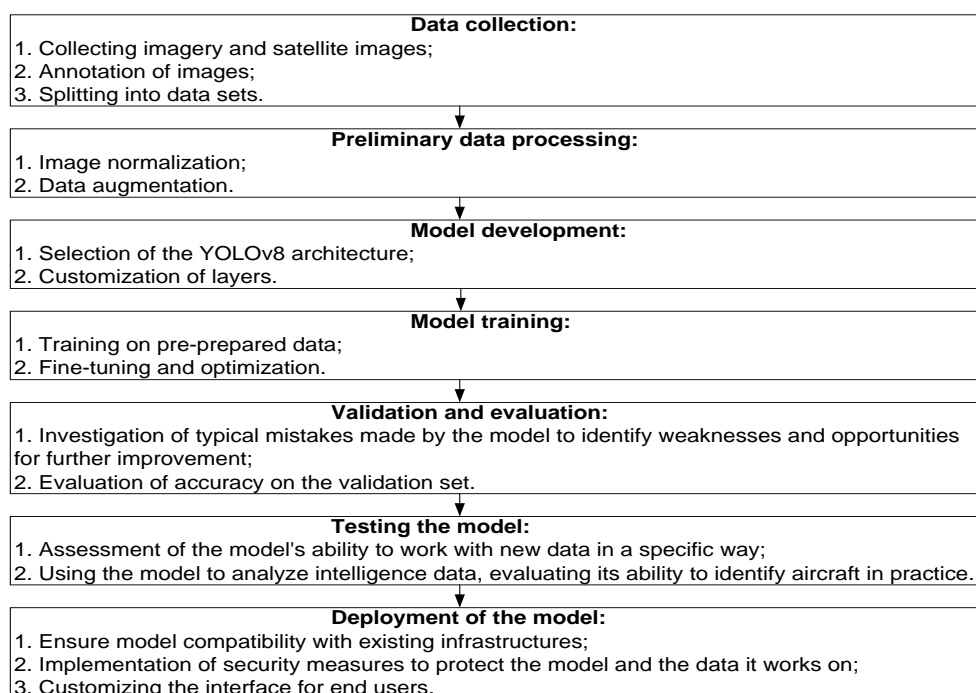 Data collection:
1. Collecting imagery and satellite images;
2. Annotation of images;
3. Splitting into data sets.
Preliminary data processing:
1. Image normalization;
2. Data augmentation.
Model development:
1. Selection of the YOLOv8 architecture;
2. Customization of layers.
Model training:
1. Training on pre-prepared data;
2. Fine-tuning and optimization.
Validation and evaluation:
1. Investigation of typical mistakes made by the model to identify weaknesses and opportunities
for further improvement;
2. Evaluation of accuracy on the validation set.
Testing the model:
1. Assessment of the model's ability to work with new data in a specific way;
2. Using the model to analyze intelligence data, evaluating its ability to identify aircraft in practice.
Deployment of the model:
1. Ensure model compatibility with existing infrastructures;
2. Implementation of security measures to protect the model and the data it works on;
3. Customizing the interface for end users.